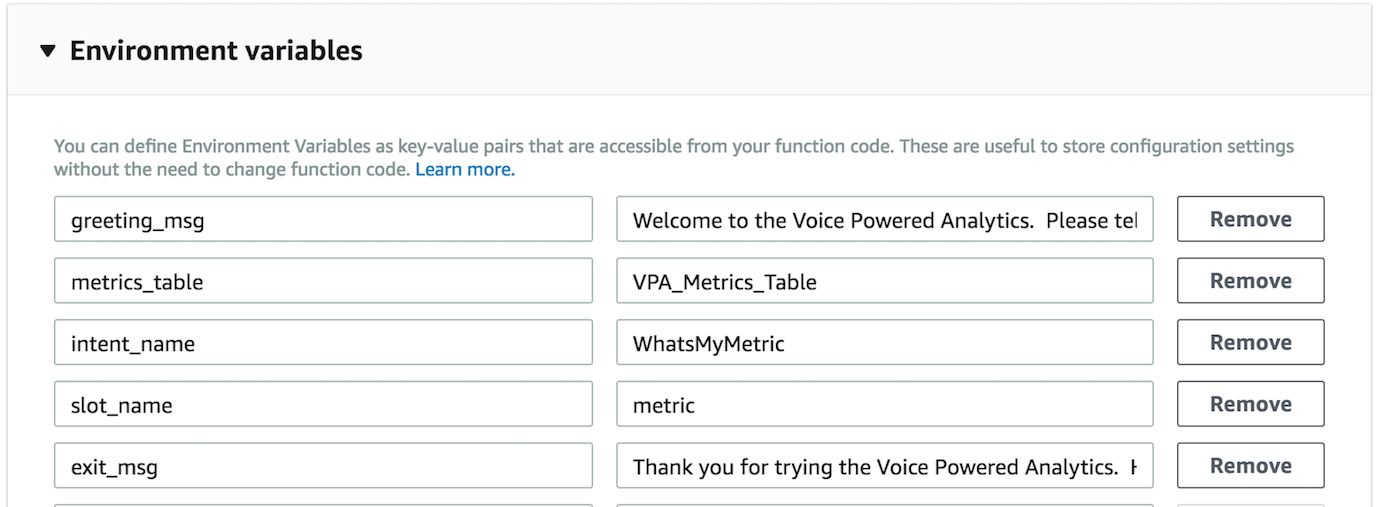 Environment variables
You can define Environment Variables as key-value pairs that are accessible from your function code. These are useful to store configuration settings
without the need to change function code. Learn more.
greeting_msg Welcome to the Voice Powered Analytics. Please Remove
metrics_table VPA_Metrics_Table Remove
intent_name WhatsMyMetric Remove
slot_name metric Remove
exit_msg Thank you for trying the Voice Powered Analytics. Remove